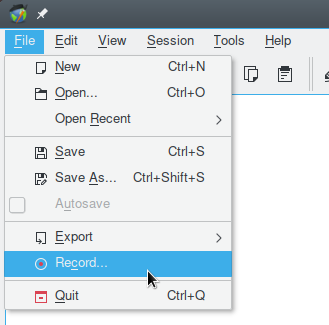 File Edit View Session Tools Help
New Ctrl+N
Open... Ctrl+O
Open Recent
Save Ctrl+S
Save As... Ctrl+Shift+S
Autosave
Export
Record...
Quit Ctrl+Q